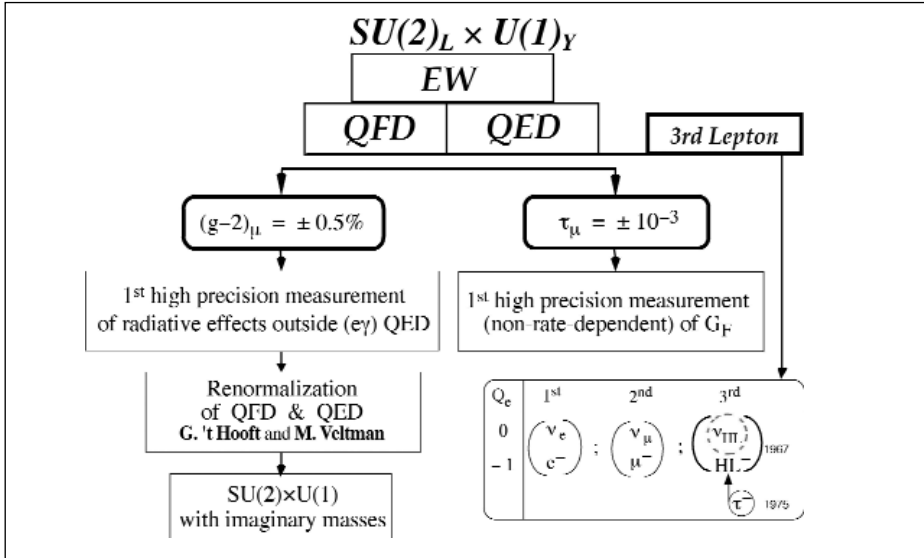 SU(2)L × U(1)Y
EW
QFD QED
3rd Lepton
(g–2)μ = ± 0.5%
τμ = ± 10–3
1st high precision measurement
of radiative effects outside (eγ) QED
1st high precision measurement
(non-rate-dependent) of GF
Renormalization
of QFD & QED
G. 't Hooft and M. Veltman
SU(2)×U(1)
with imaginary masses
Qe 1st 2nd 3rd
0 νe ; νμ ; νHL 1967
– 1 e– μ– HL–
τ– 1975